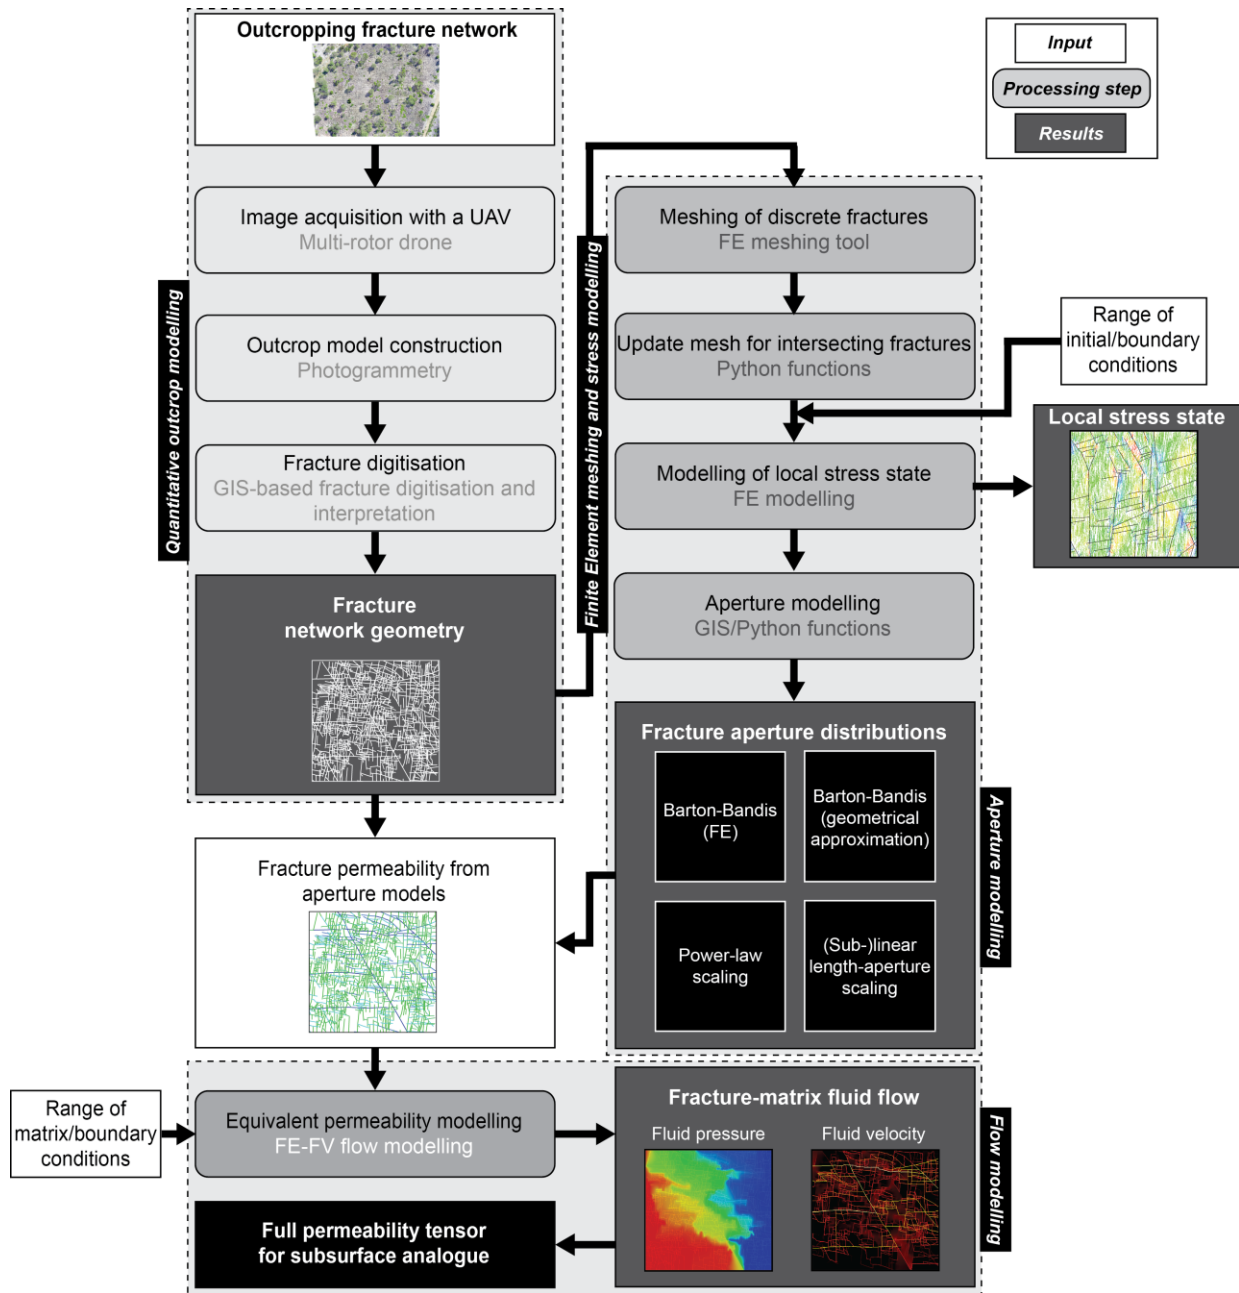 Outcropping fracture network
Input
Processing step
Results
Image acquisition with a UAV
Multi-rotor drone
Outcrop model construction
Photogrammetry
Fracture digitisation
GIS-based fracture digitisation and
interpretation
Quantitative outcrop modelling
Fracture
network geometry
Finite Element meshing and stress modelling
Meshing of discrete fractures
FE meshing tool
Update mesh for intersecting fractures
Python functions
Range of
initial/boundary
conditions
Modelling of local stress state
FE modelling
Local stress state
Aperture modelling
GIS/Python functions
Fracture aperture distributions
Barton-Bandis
(FE)
Barton-Bandis
(geometrical
approximation)
Power-law
scaling
(Sub-)linear
length-aperture
scaling
Aperture modelling
Fracture permeability from
aperture models
Range of
matrix/boundary
conditions
Equivalent permeability modelling
FE-FV flow modelling
Fracture-matrix fluid flow
Fluid pressure
Fluid velocity
Flow modelling
Full permeability tensor
for subsurface analogue